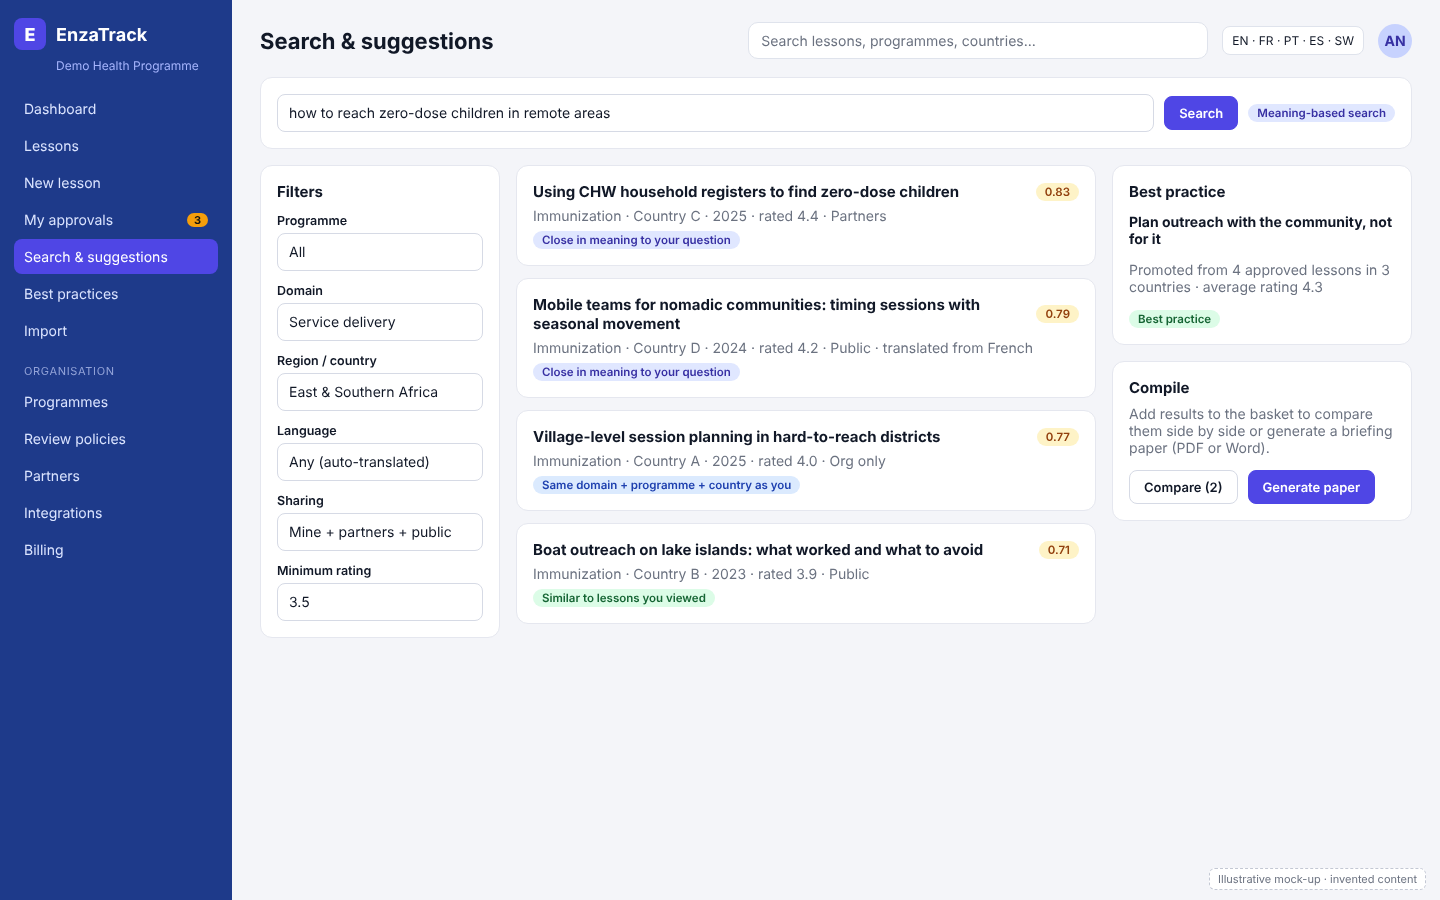 E EnzaTrack
Demo Health Programme
Dashboard
Lessons
New lesson
My approvals 3
Search & suggestions
Best practices
Import
ORGANISATION
Programmes
Review policies
Partners
Integrations
Billing
Search & suggestions
Search lessons, programmes, countries...
EN · FR · PT · ES · SW
AN
how to reach zero-dose children in remote areas
Search
Meaning-based search
Filters
Programme
All
Domain
Service delivery
Region / country
East & Southern Africa
Language
Any (auto-translated)
Sharing
Mine + partners + public
Minimum rating
3.5
Using CHW household registers to find zero-dose children 0.83
Immunization · Country C · 2025 · rated 4.4 · Partners
Close in meaning to your question
Mobile teams for nomadic communities: timing sessions with
seasonal movement 0.79
Immunization · Country D · 2024 · rated 4.2 · Public · translated from French
Close in meaning to your question
Village-level session planning in hard-to-reach districts 0.77
Immunization · Country A · 2025 · rated 4.0 · Org only
Same domain + programme + country as you
Boat outreach on lake islands: what worked and what to avoid 0.71
Immunization · Country B · 2023 · rated 3.9 · Public
Similar to lessons you viewed
Best practice
Plan outreach with the community, not
for it
Promoted from 4 approved lessons in 3
countries · average rating 4.3
Best practice
Compile
Add results to the basket to compare
them side by side or generate a briefing
paper (PDF or Word).
Compare (2)
Generate paper
Illustrative mock-up · invented content